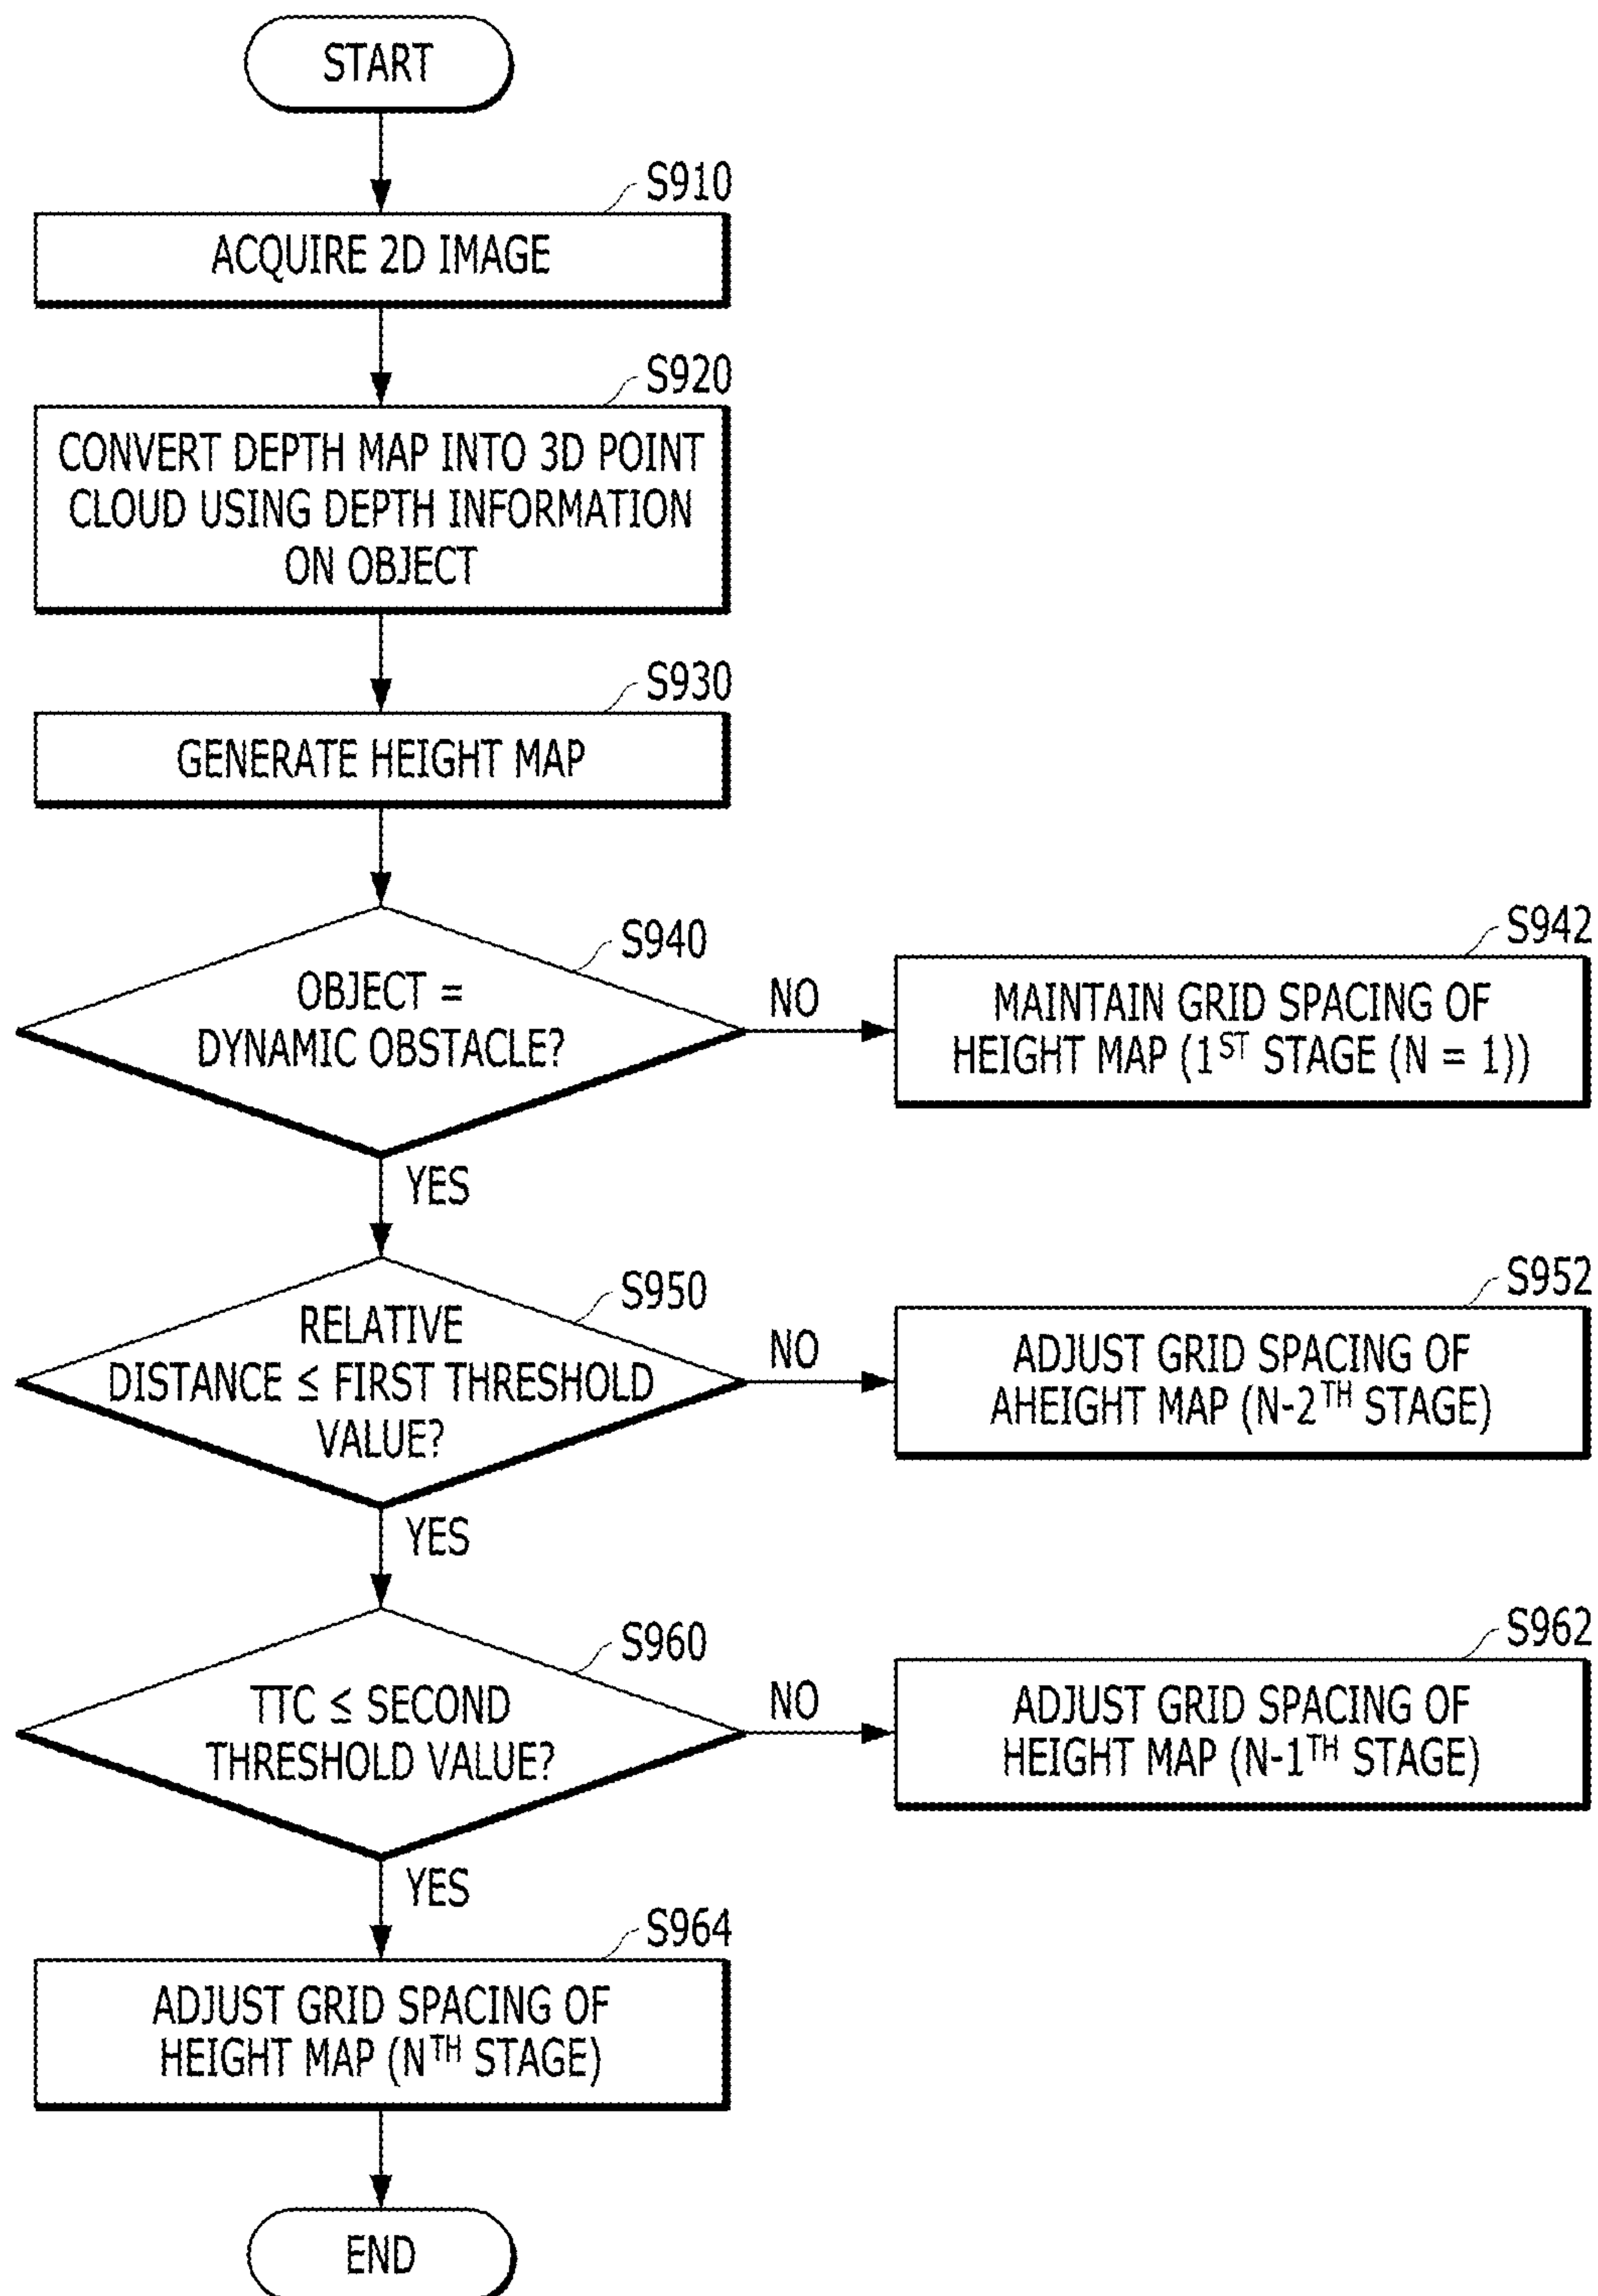 START
S910
ACQUIRE 2D IMAGE
S920
CONVERT DEPTH MAP INTO 3D POINT
CLOUD USING DEPTH INFORMATION
ON OBJECT
S930
GENERATE HEIGHT MAP
S940
OBJECT =
DYNAMIC OBSTACLE?
NO
S942
MAINTAIN GRID SPACING OF
HEIGHT MAP (1ST STAGE (N = 1))
YES
S950
RELATIVE
DISTANCE ≤ FIRST THRESHOLD
VALUE?
NO
S952
ADJUST GRID SPACING OF
AHEIGHT MAP (N-2TH STAGE)
YES
S960
TTC ≤ SECOND
THRESHOLD VALUE?
NO
S962
ADJUST GRID SPACING OF
HEIGHT MAP (N-1TH STAGE)
YES
S964
ADJUST GRID SPACING OF
HEIGHT MAP (NTH STAGE)
END